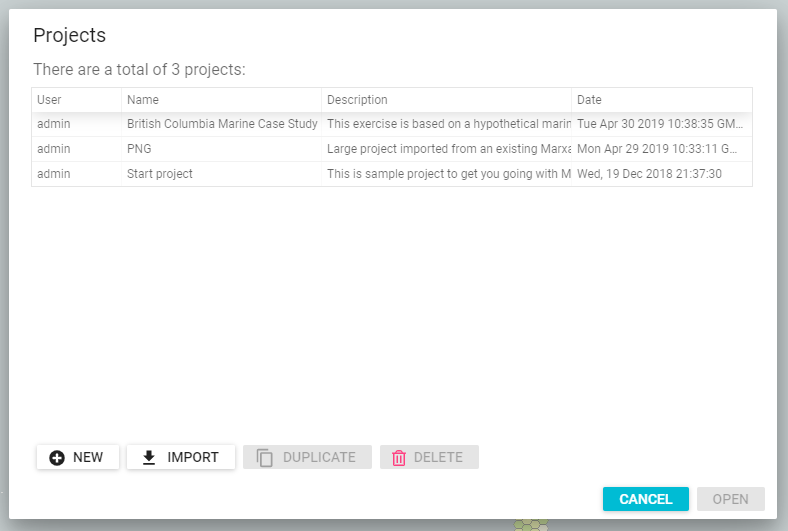 Projects
There are a total of 3 projects:
User Name Description Date
admin British Columbia Marine Case Study This exercise is based on a hypothetical marin Tue Apr 30 2019 10:38:35 GM...
admin PNG Large project imported from an existing Marxa Mon Apr 29 2019 10:33:11 G...
admin Start project This is sample project to get you going with M Wed, 19 Dec 2018 21:37:30
NEW IMPORT DUPLICATE DELETE
CANCEL OPEN